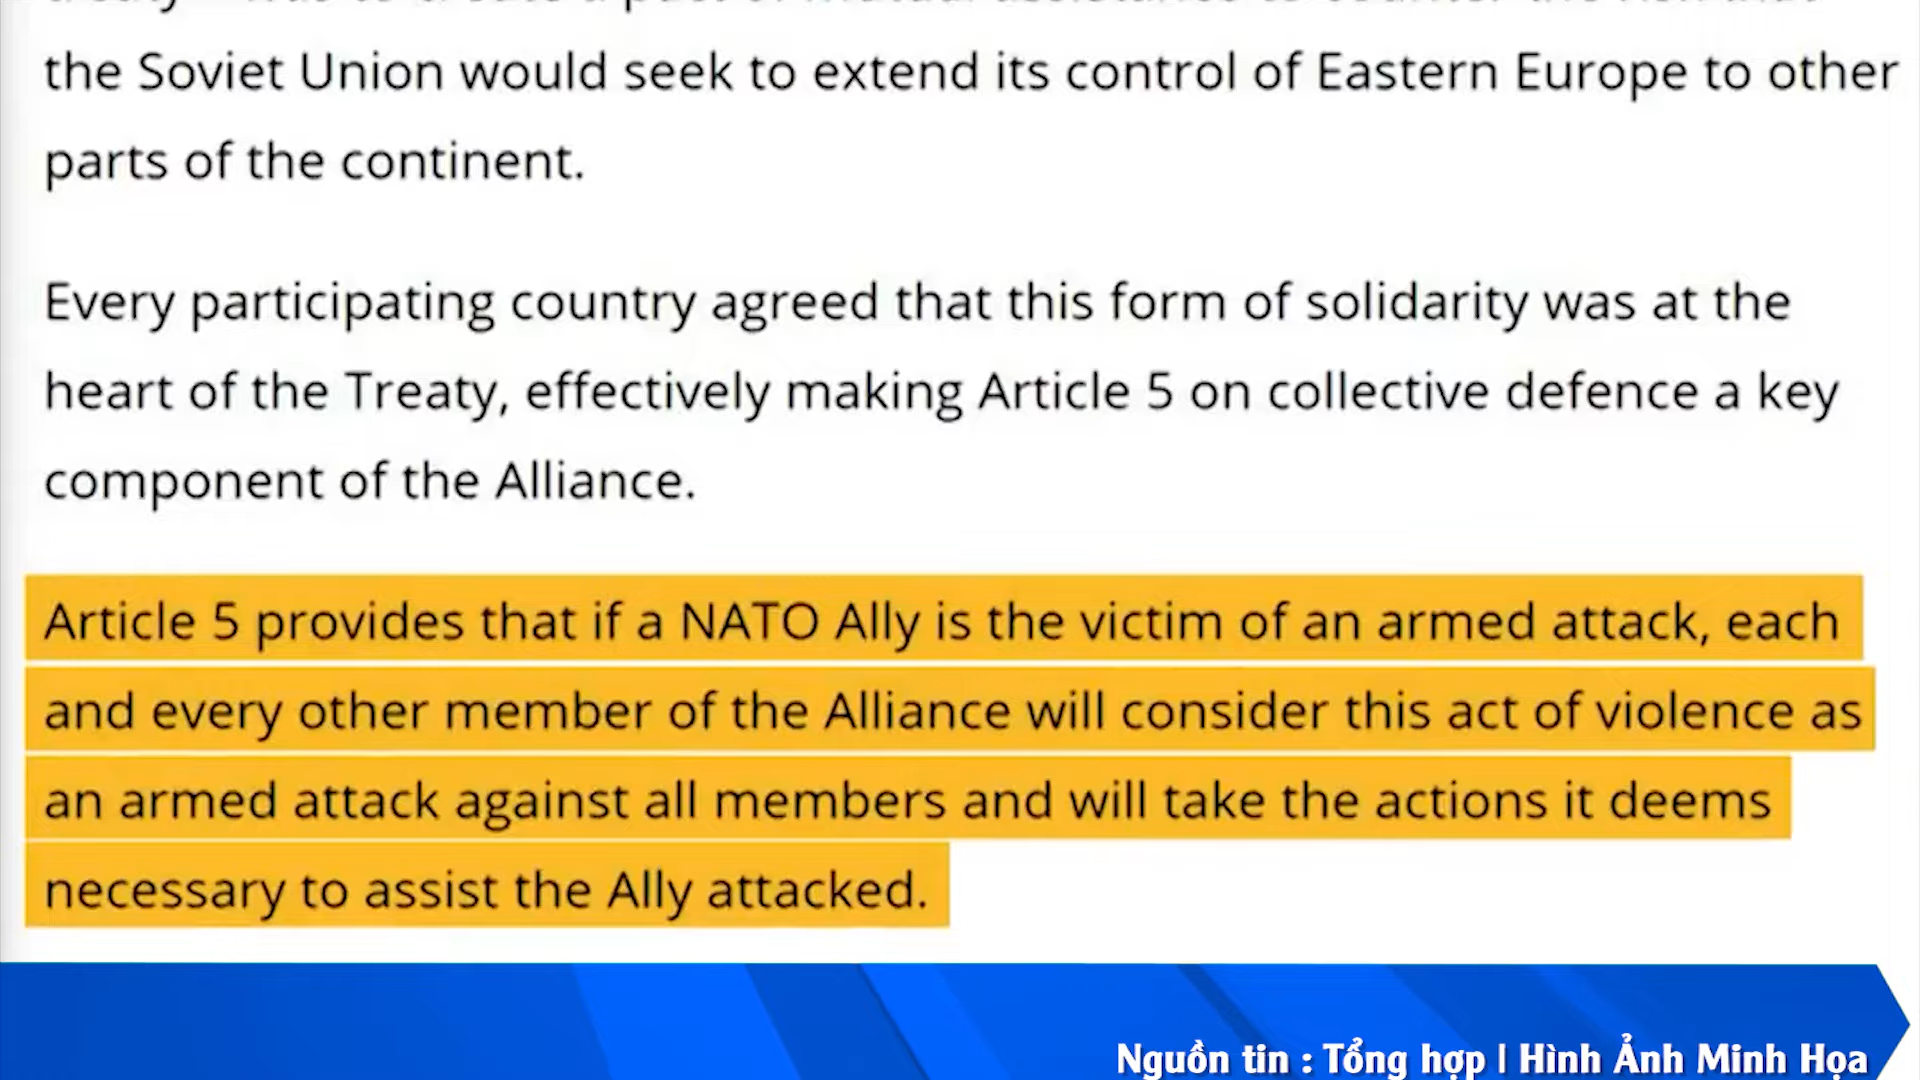 the Soviet Union would seek to extend its control of Eastern Europe to other
parts of the continent.
Every participating country agreed that this form of solidarity was at the
heart of the Treaty, effectively making Article 5 on collective defence a key
component of the Alliance.
Article 5 provides that if a NATO Ally is the victim of an armed attack, each
and every other member of the Alliance will consider this act of violence as
an armed attack against all members and will take the actions it deems
necessary to assist the Ally attacked.
Nguồn tin : Tổng hợp | Hình Ảnh Minh Họa